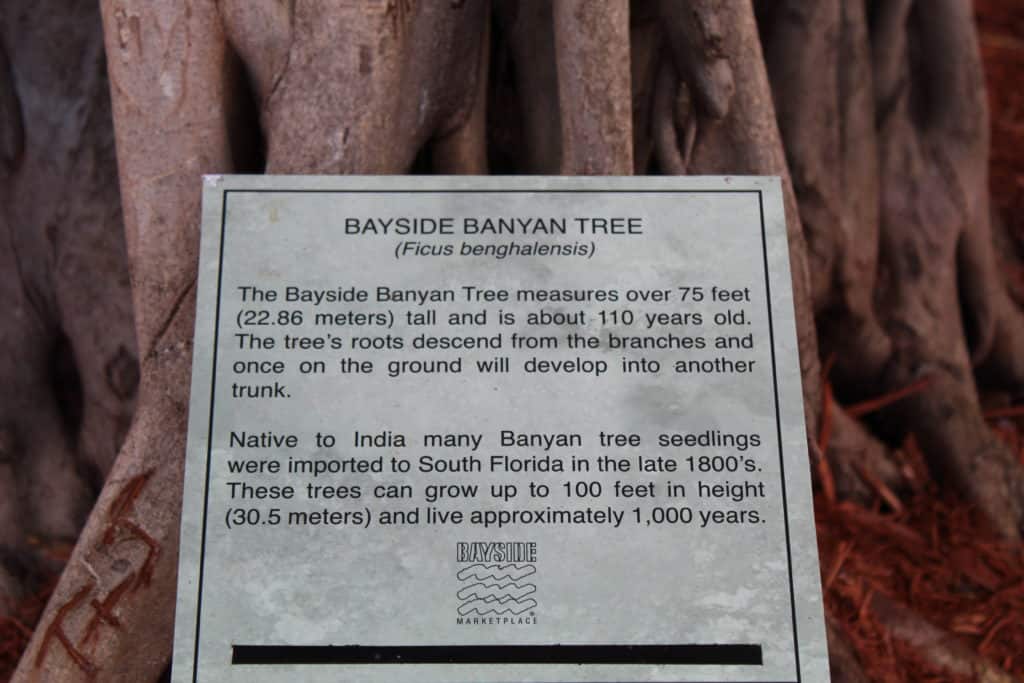 BAYSIDE BANYAN TREE
(Ficus benghalensis)
The Bayside Banyan Tree measures over 75 feet
(22.86 meters) tall and is about 110 years old.
The tree's roots descend from the branches and
once on the ground will develop into another
trunk.
Native to India many Banyan tree seedlings
were imported to South Florida in the late 1800's.
These trees can grow up to 100 feet in height
(30.5 meters) and live approximately 1,000 years.
BAYSIDE
®
MARKETPLACE